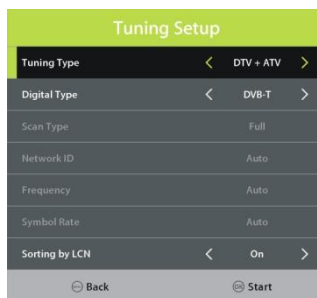 Tuning Setup
Tuning Type < DTV + ATV >
Digital Type < DVB-T >
Scan Type Full
Network ID Auto
Frequency Auto
Symbol Rate Auto
Sorting by LCN < On >
Back OK Start